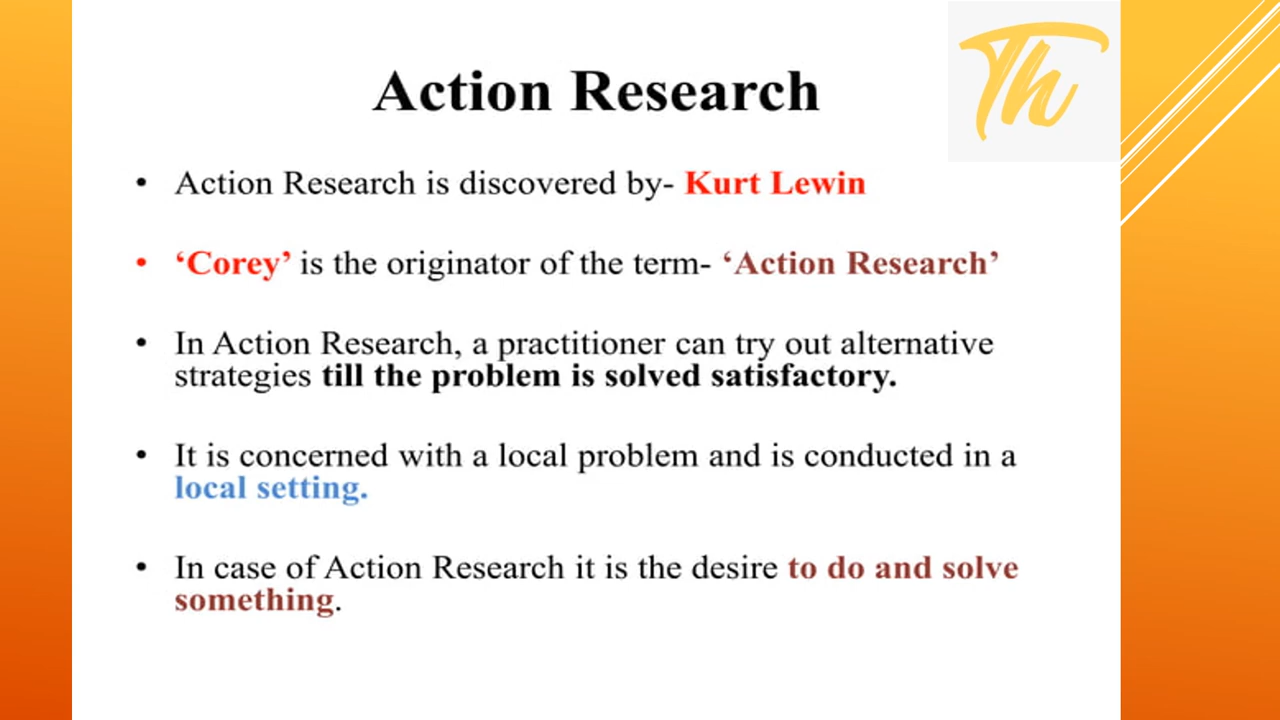 Th
Action Research
• Action Research is discovered by- Kurt Lewin
• ‘Corey’ is the originator of the term- ‘Action Research’
• In Action Research, a practitioner can try out alternative
strategies till the problem is solved satisfactory.
• It is concerned with a local problem and is conducted in a
local setting.
• In case of Action Research it is the desire to do and solve
something.